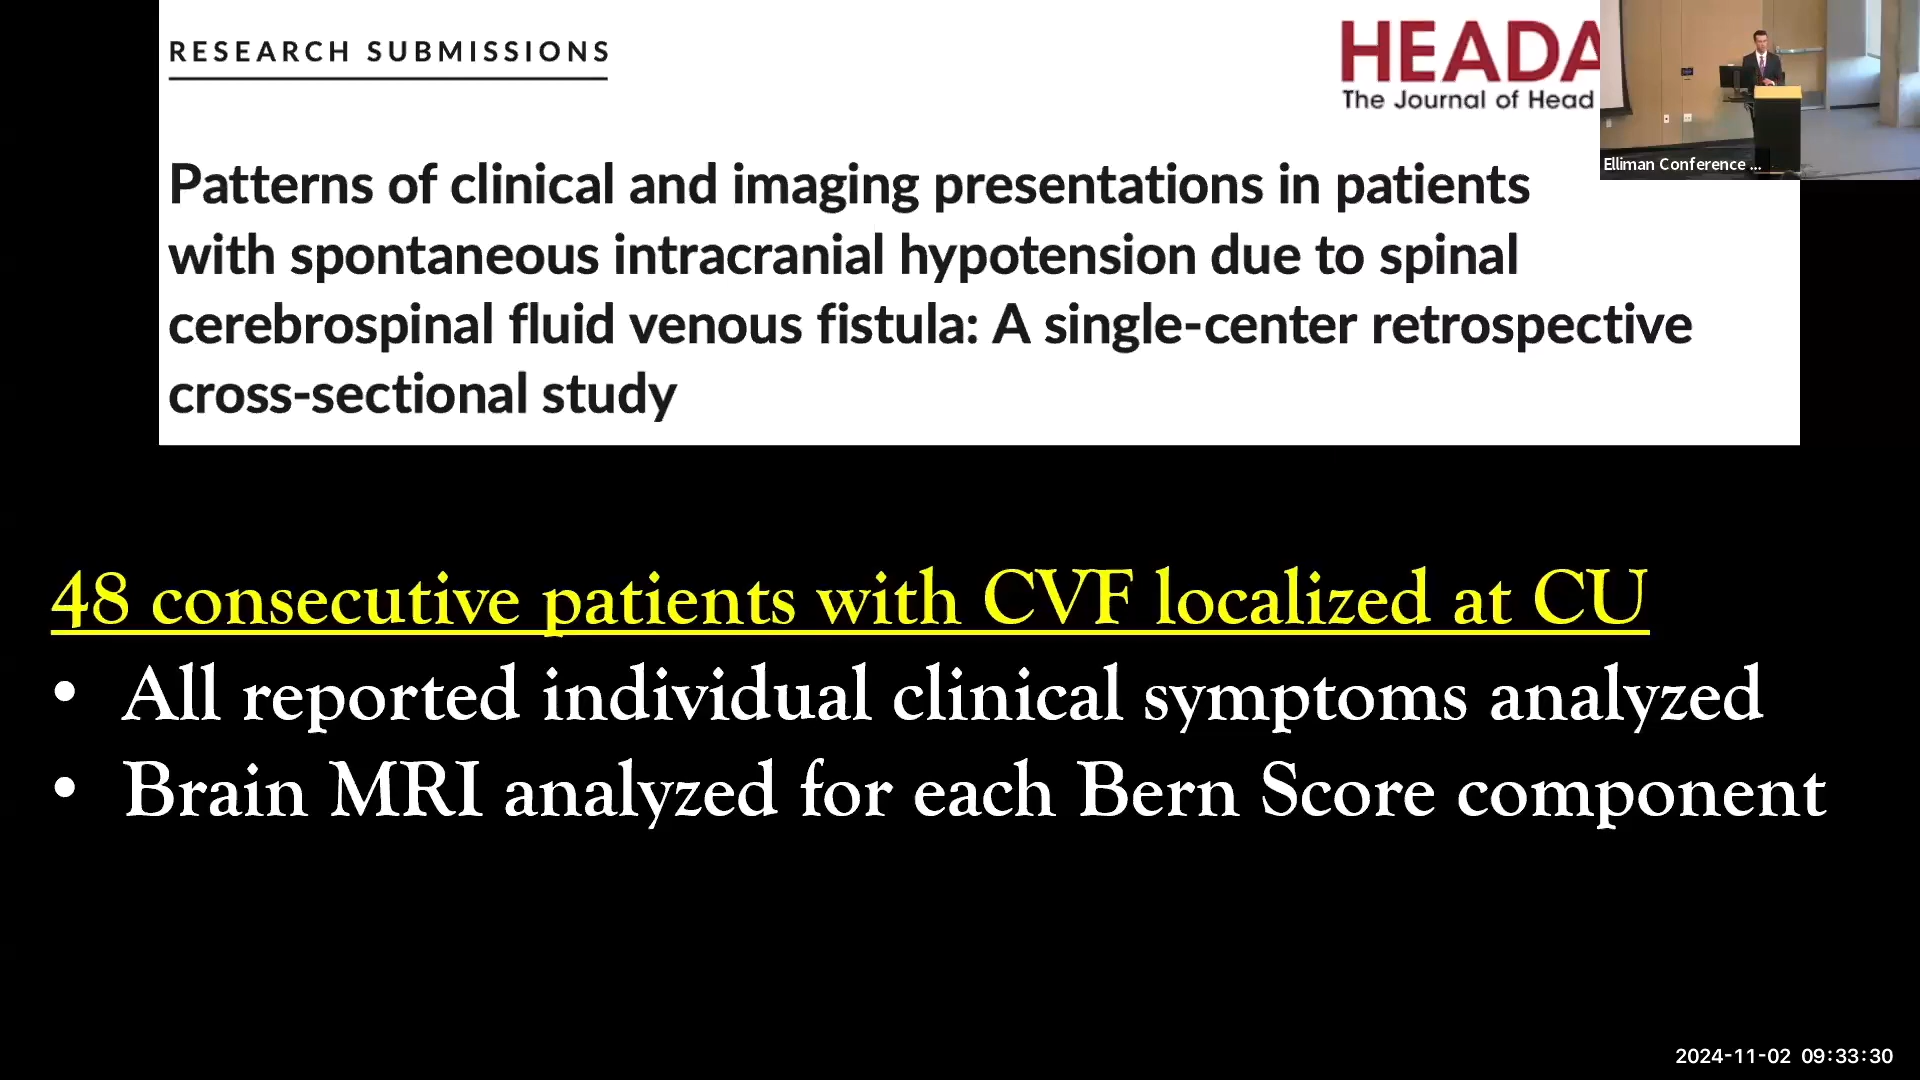 RESEARCH SUBMISSIONS
HEADA
The Journal of Head
Elliman Conference ...
Patterns of clinical and imaging presentations in patients
with spontaneous intracranial hypotension due to spinal
cerebrospinal fluid venous fistula: A single-center retrospective
cross-sectional study
48 consecutive patients with CVF localized at CU
• All reported individual clinical symptoms analyzed
• Brain MRI analyzed for each Bern Score component
2024-11-02 09:33:30